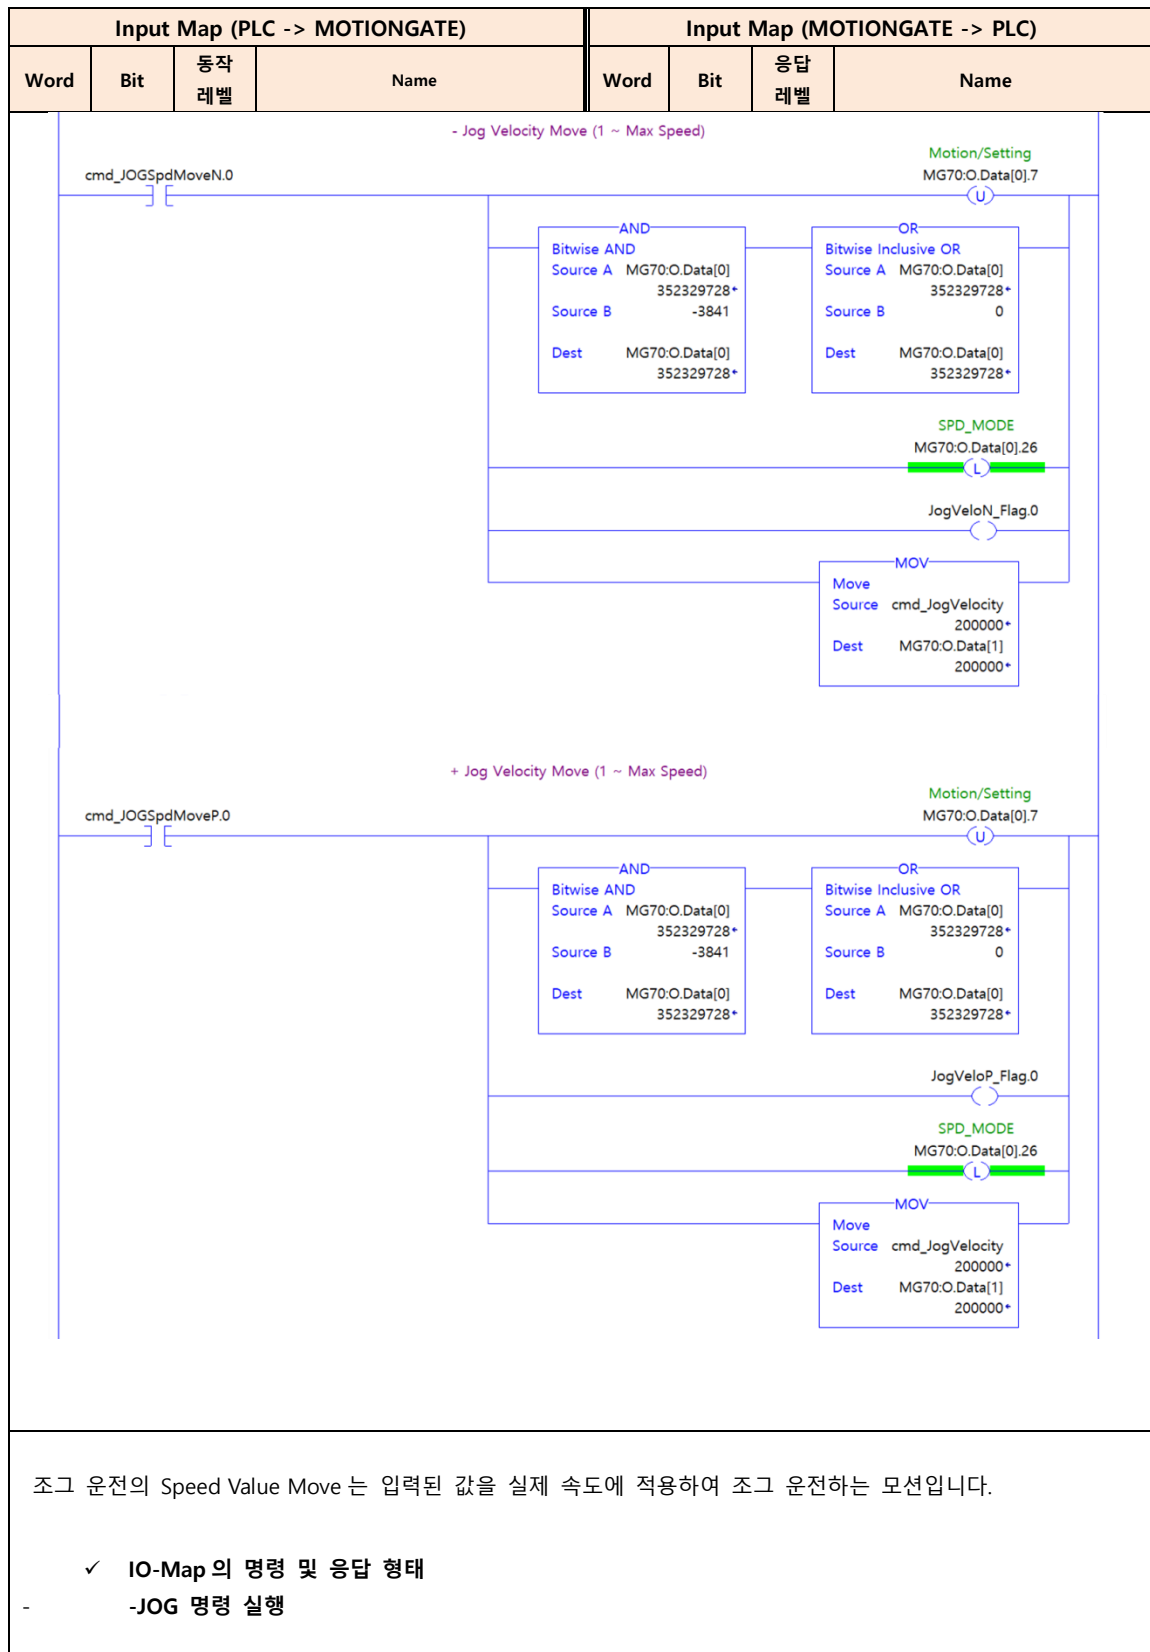 Input Map (PLC -> MOTIONGATE) Input Map (MOTIONGATE -> PLC)
Word Bit 동작 레벨 Name Word Bit 응답 레벨 Name
- Jog Velocity Move (1 ~ Max Speed)
Motion/Setting
cmd_JOGSpdMoveN.0 MG70:O.Data[0].7
U
AND OR
Bitwise AND Bitwise Inclusive OR
Source A MG70:O.Data[0] Source A MG70:O.Data[0]
352329728 352329728
Source B -3841 Source B 0
Dest MG70:O.Data[0] Dest MG70:O.Data[0]
352329728 352329728
SPD_MODE
MG70:O.Data[0].26
L
JogVeloN_Flag.0
MOV
Move
Source cmd_JogVelocity
200000
Dest MG70:O.Data[1]
200000
+ Jog Velocity Move (1 ~ Max Speed)
Motion/Setting
cmd_JOGSpdMoveP.0 MG70:O.Data[0].7
U
AND OR
Bitwise AND Bitwise Inclusive OR
Source A MG70:O.Data[0] Source A MG70:O.Data[0]
352329728 352329728
Source B -3841 Source B 0
Dest MG70:O.Data[0] Dest MG70:O.Data[0]
352329728 352329728
JogVeloP_Flag.0
SPD_MODE
MG70:O.Data[0].26
L
MOV
Move
Source cmd_JogVelocity
200000
Dest MG70:O.Data[1]
200000
조그 운전의 Speed Value Move 는 입력된 값을 실제 속도에 적용하여 조그 운전하는 모션입니다.
✓ IO-Map 의 명령 및 응답 형태
- -JOG 명령 실행